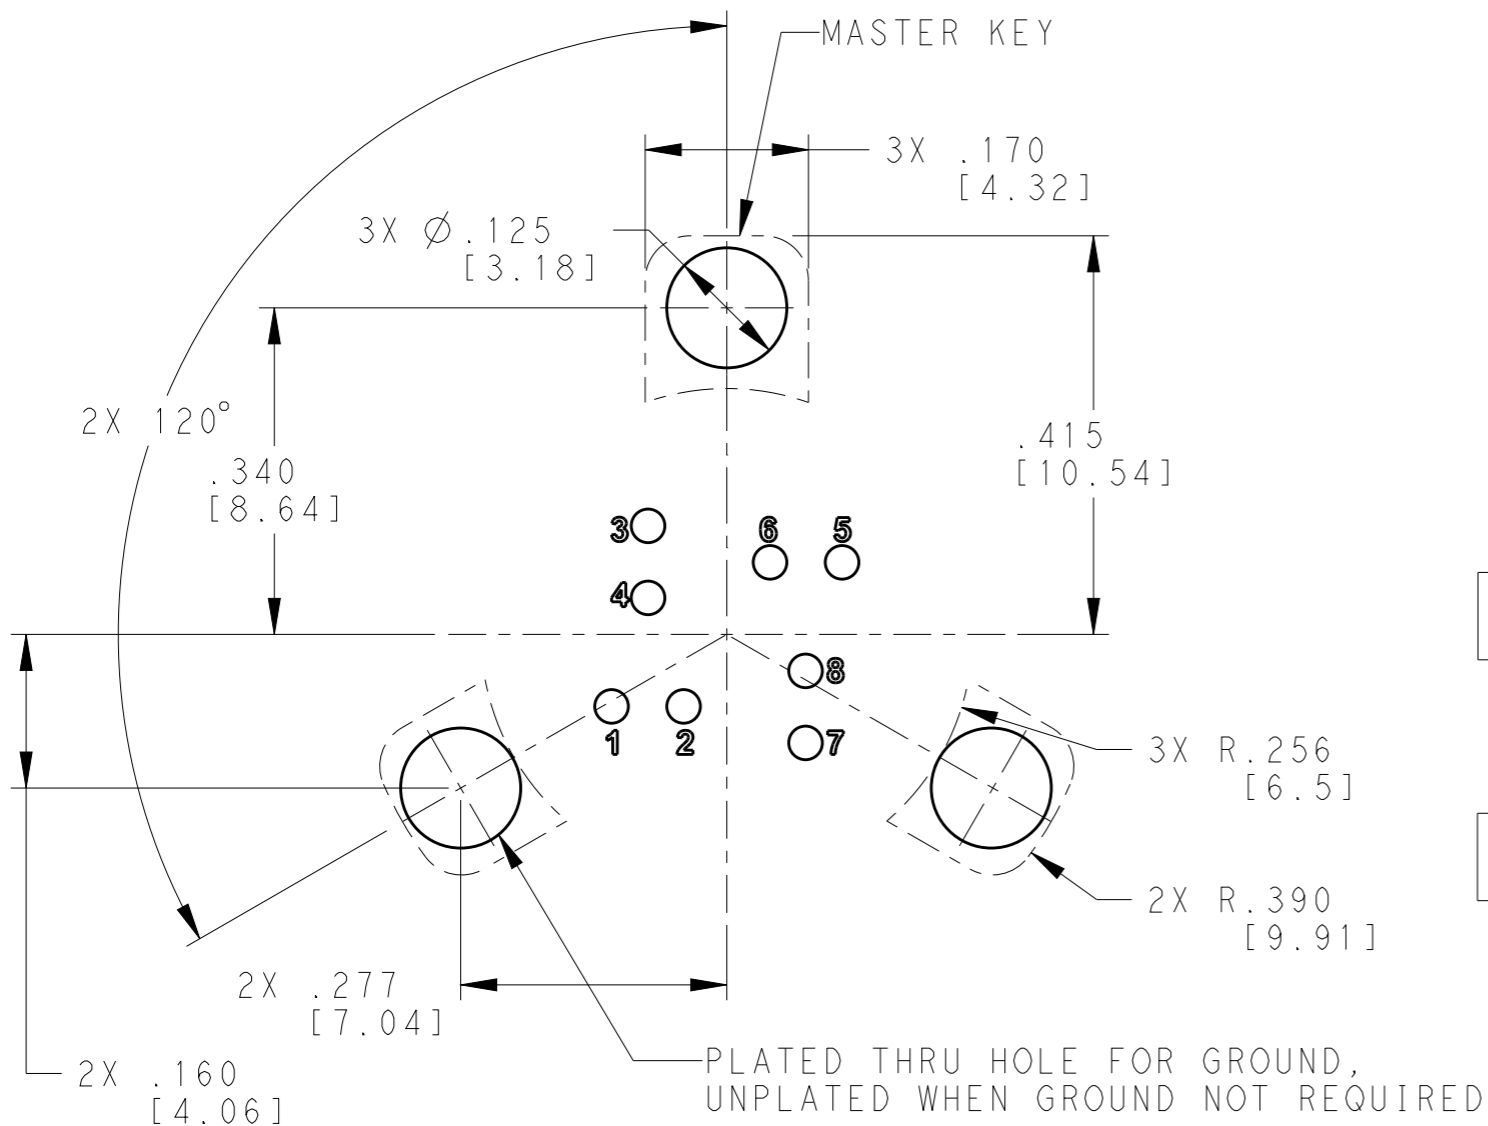 MASTER KEY
3X .170
[4.32]
3X Ø.125
[3.18]
2X 120°
.340
[8.64]
.415
[10.54]
3
6 5
4
8
1 2 7
3X R.256
[6.5]
2X R.390
[9.91]
2X .277
[7.04]
2X .160
[4.06]
PLATED THRU HOLE FOR GROUND,
UNPLATED WHEN GROUND NOT REQUIRED